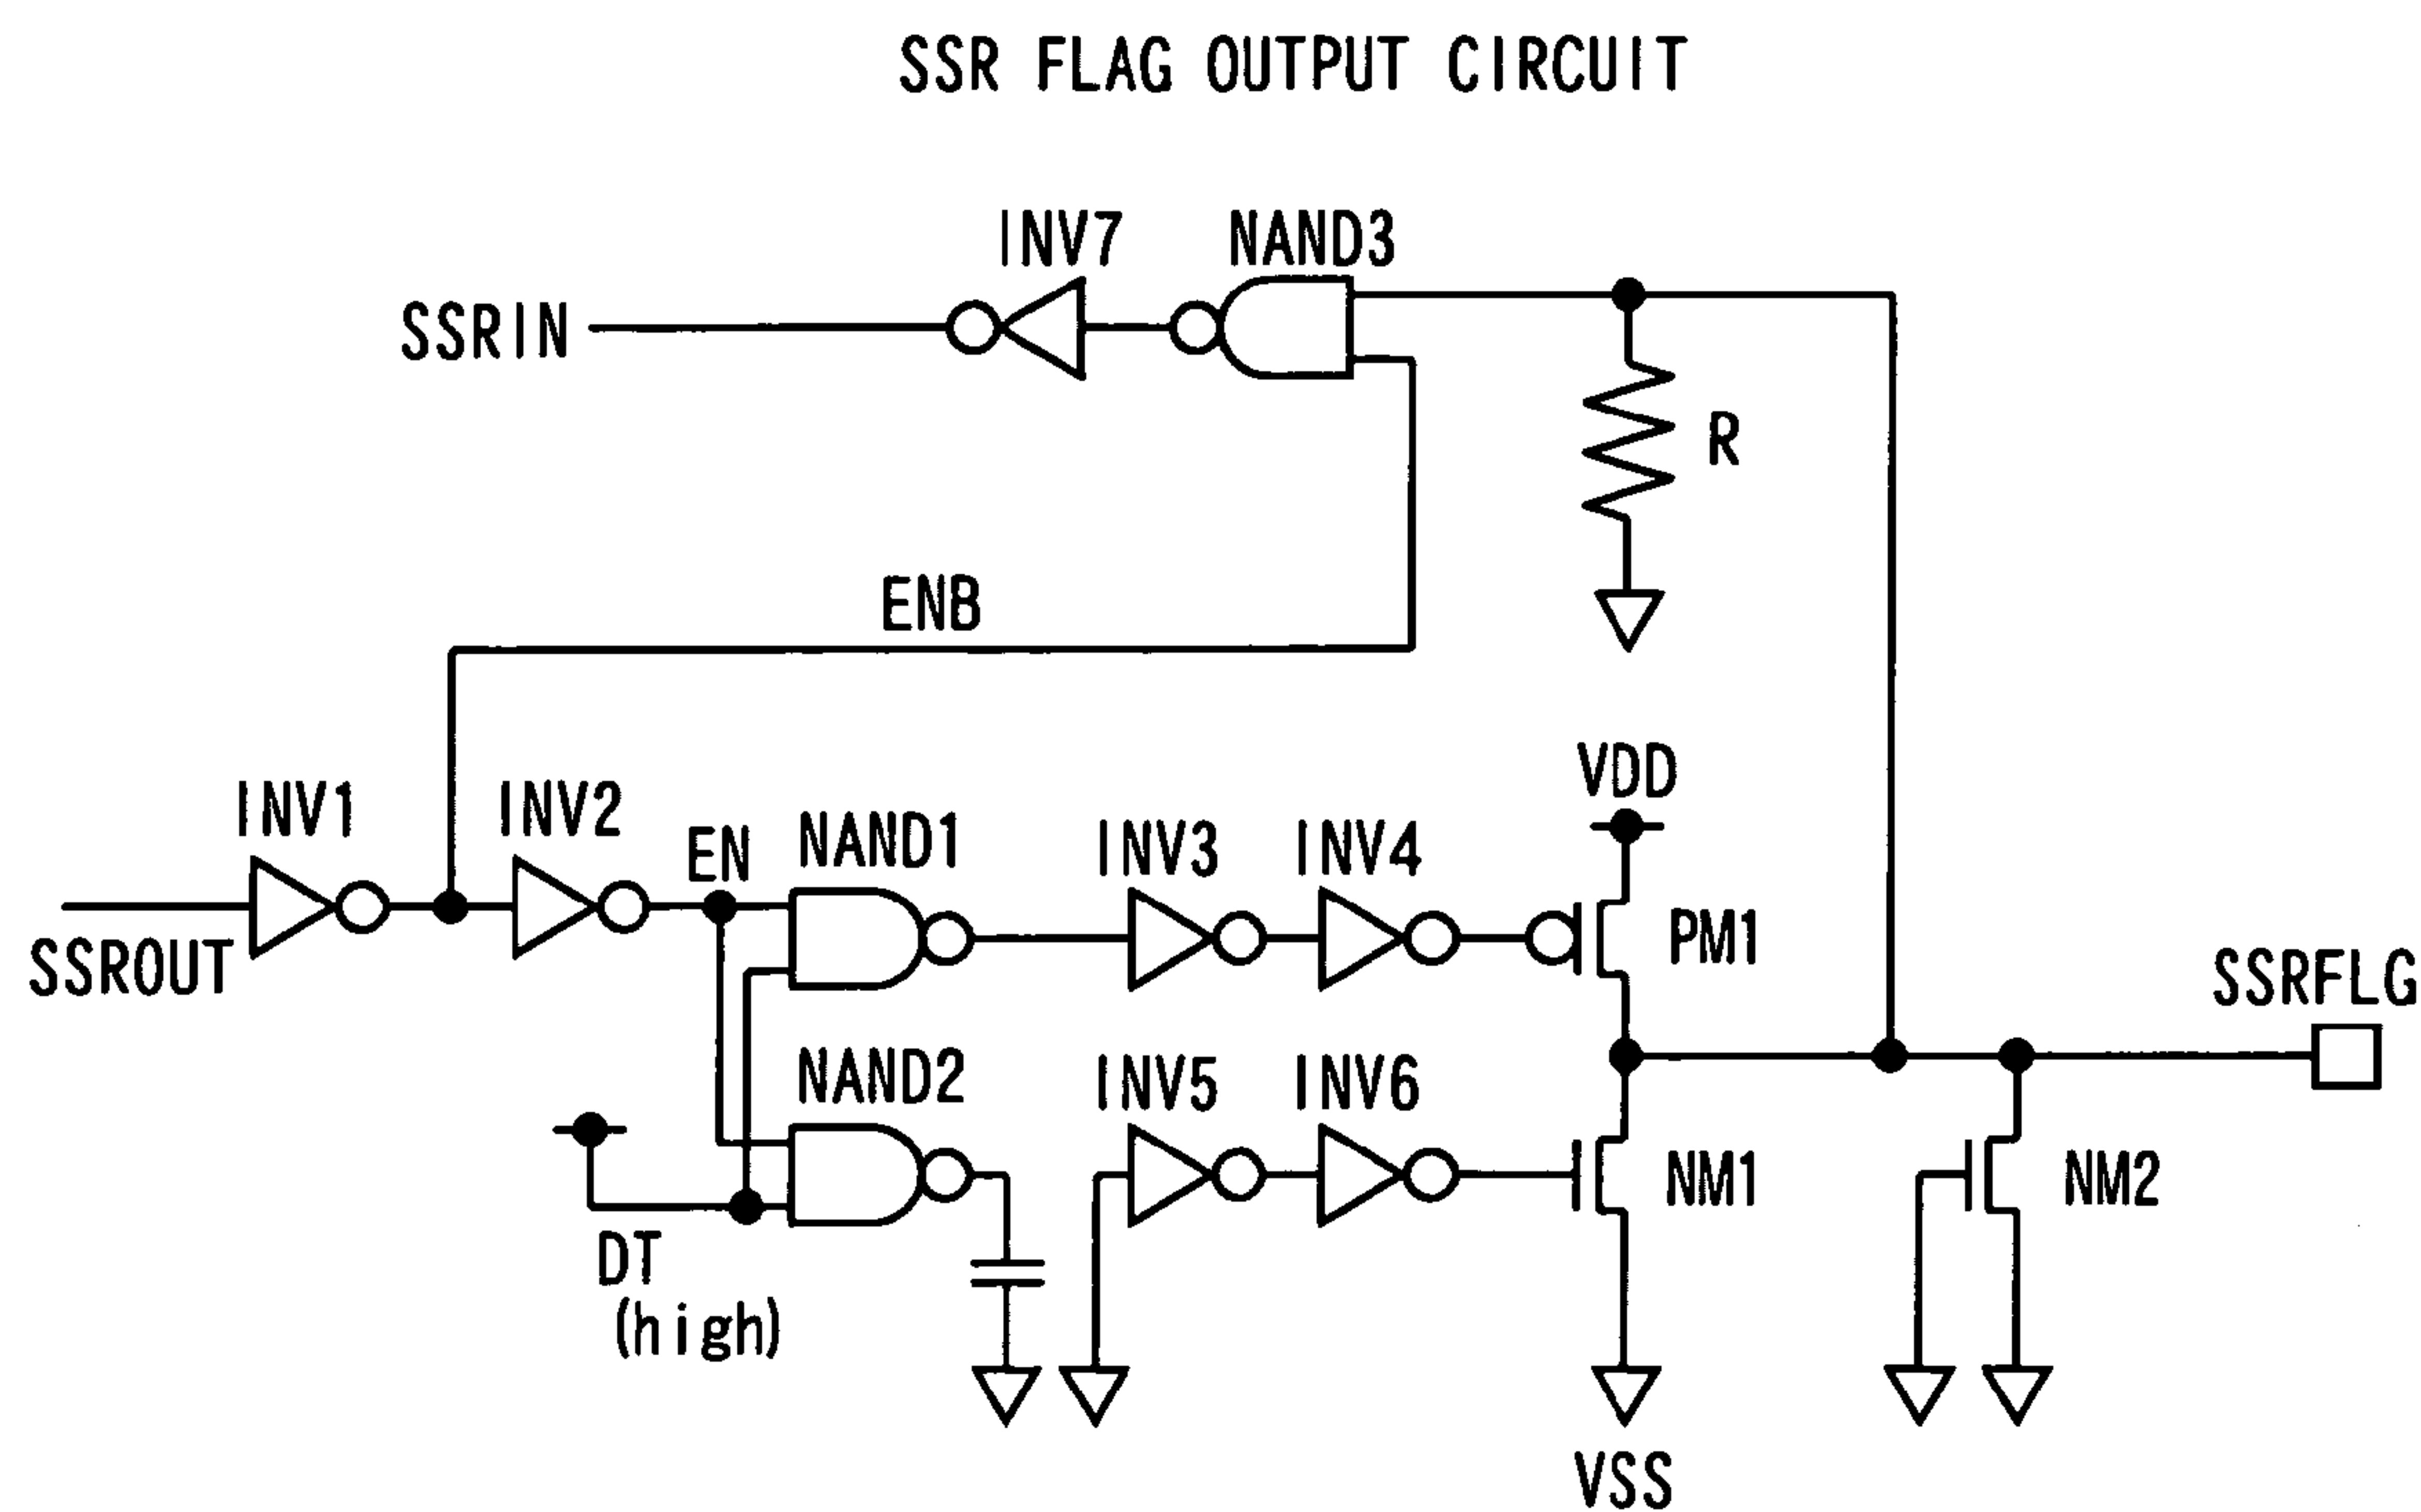 SSR FLAG OUTPUT CIRCUIT
INV7
NAND3
SSRIN
R
ENB
VDD
INV1
INV2
EN
NAND1
INV3
INV4
PM1
SSROUT
SSRFLG
NAND2
INV5
INV6
NM1
NM2
DT
(high)
VSS